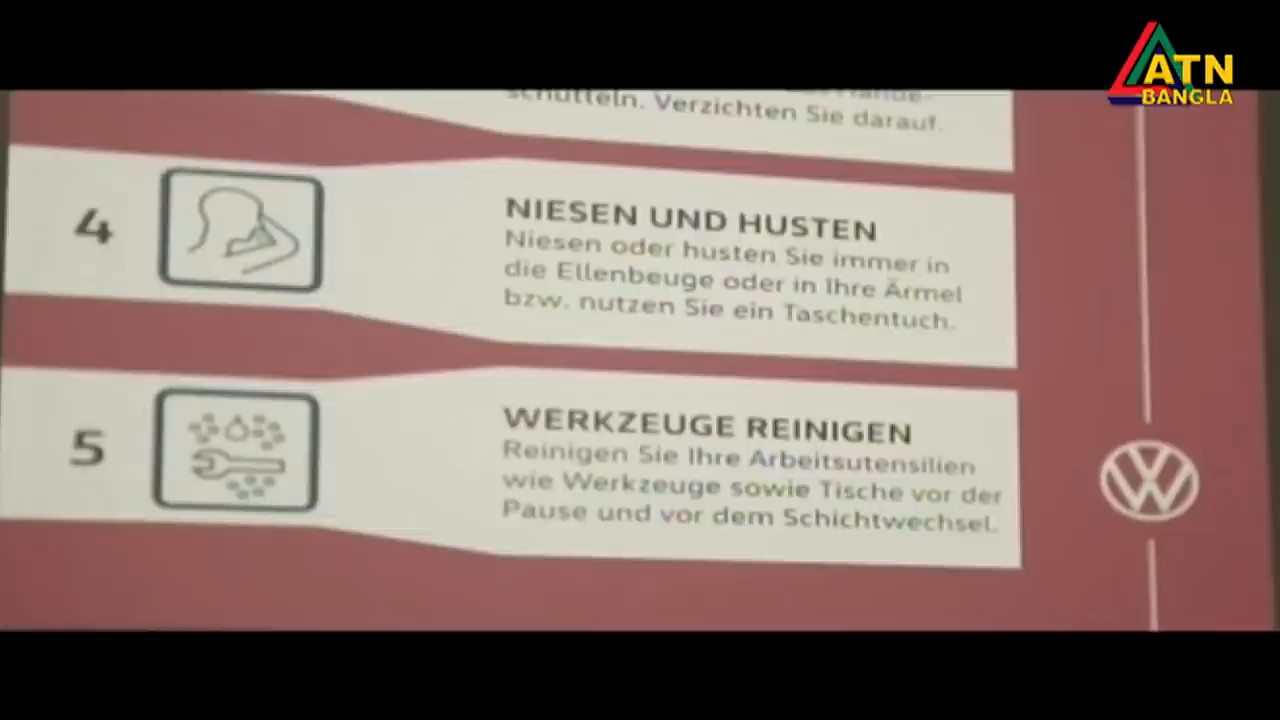 ATN
BANGLA
schütteln. Verzichten Sie darauf.
4
NIESEN UND HUSTEN
Niesen oder husten Sie immer in
die Ellenbeuge oder in Ihre Ärmel
bzw. nutzen Sie ein Taschentuch.
5
WERKZEUGE REINIGEN
Reinigen Sie Ihre Arbeitsutensilien
wie Werkzeuge sowie Tische vor der
Pause und vor dem Schichtwechsel.